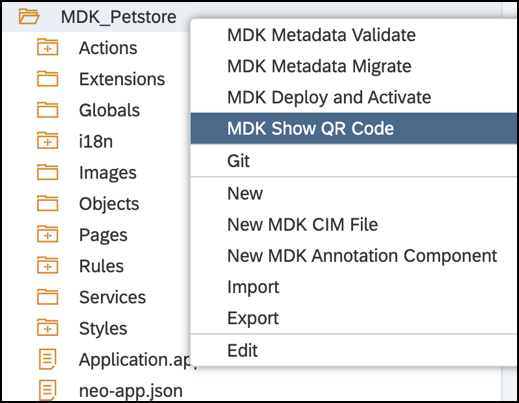 MDK_Petstore
Actions
Extensions
Globals
i18n
Images
Objects
Pages
Rules
Services
Styles
Application.app
neo-app.json
MDK Metadata Validate
MDK Metadata Migrate
MDK Deploy and Activate
MDK Show QR Code
Git
New
New MDK CIM File
New MDK Annotation Component
Import
Export
Edit